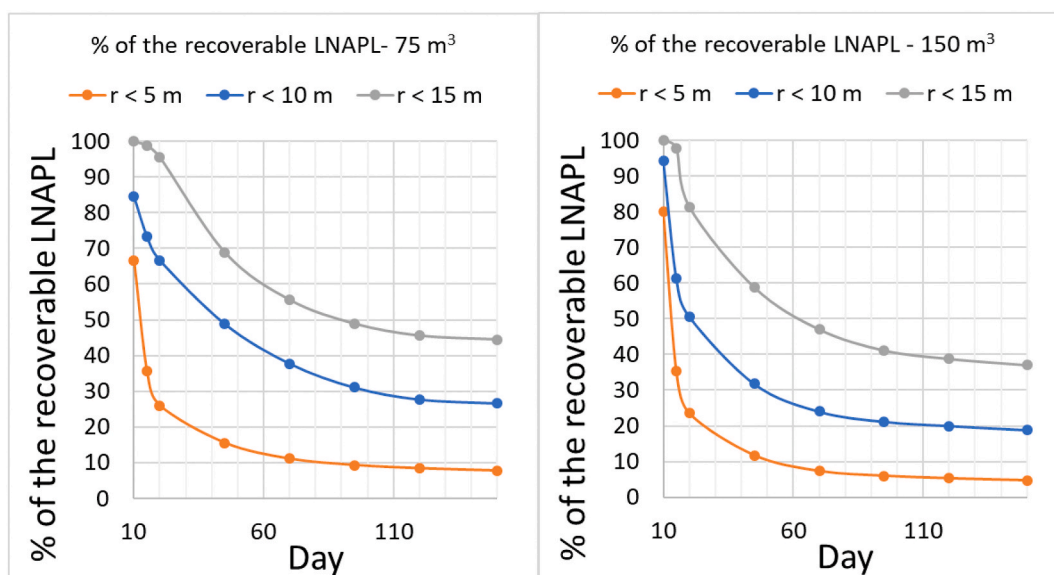 % of the recoverable LNAPL- 75 m³
r < 5 m r < 10 m r < 15 m
% of the recoverable LNAPL
100
90
80
70
60
50
40
30
20
10
0
10 60 110
Day
% of the recoverable LNAPL - 150 m³
r < 5 m r < 10 m r < 15 m
% of the recoverable LNAPL
100
90
80
70
60
50
40
30
20
10
0
10 60 110
Day